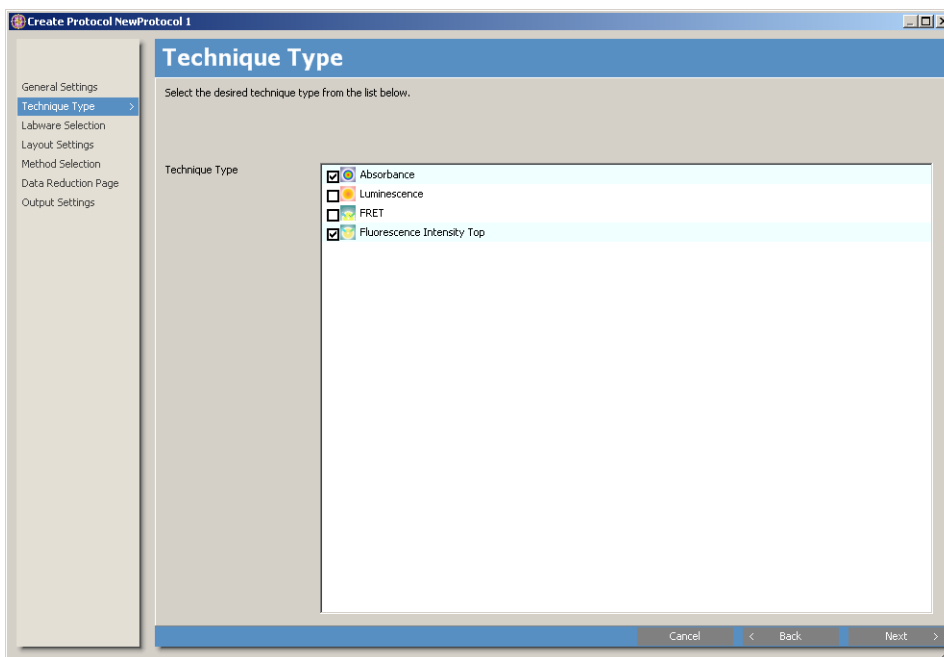 Create Protocol NewProtocol 1
Technique Type
General Settings
Technique Type >
Labware Selection
Layout Settings
Method Selection
Data Reduction Page
Output Settings
Select the desired technique type from the list below.
Technique Type
Absorbance
Luminescence
FRET
Fluorescence Intensity Top
Cancel
< Back
Next >